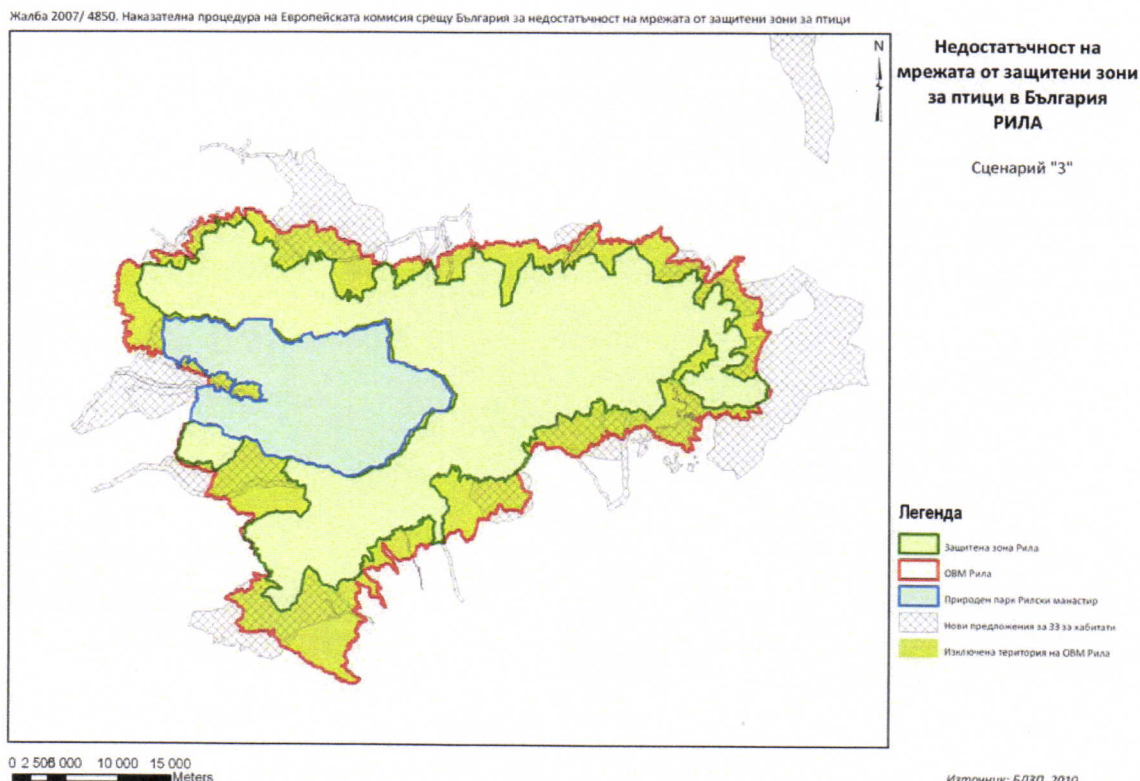 Жалба 2007/ 4850. Наказателна процедура на Европейската комисия срещу България за недостатъчност на мрежата от защитени зони за птици
N
Недостатъчност на
мрежата от защитени зони
за птици в България
РИЛА
Сценарий "3"
Легенда
Защитена зона Рила
ОВМ Рила
Природен парк Рилски манастир
Нови предложения за ЗЗ за хабитати
Изключена територия на ОВМ Рила
0 2 500 5 000 10 000 15 000
Meters
Източник: БДЗП, 2010